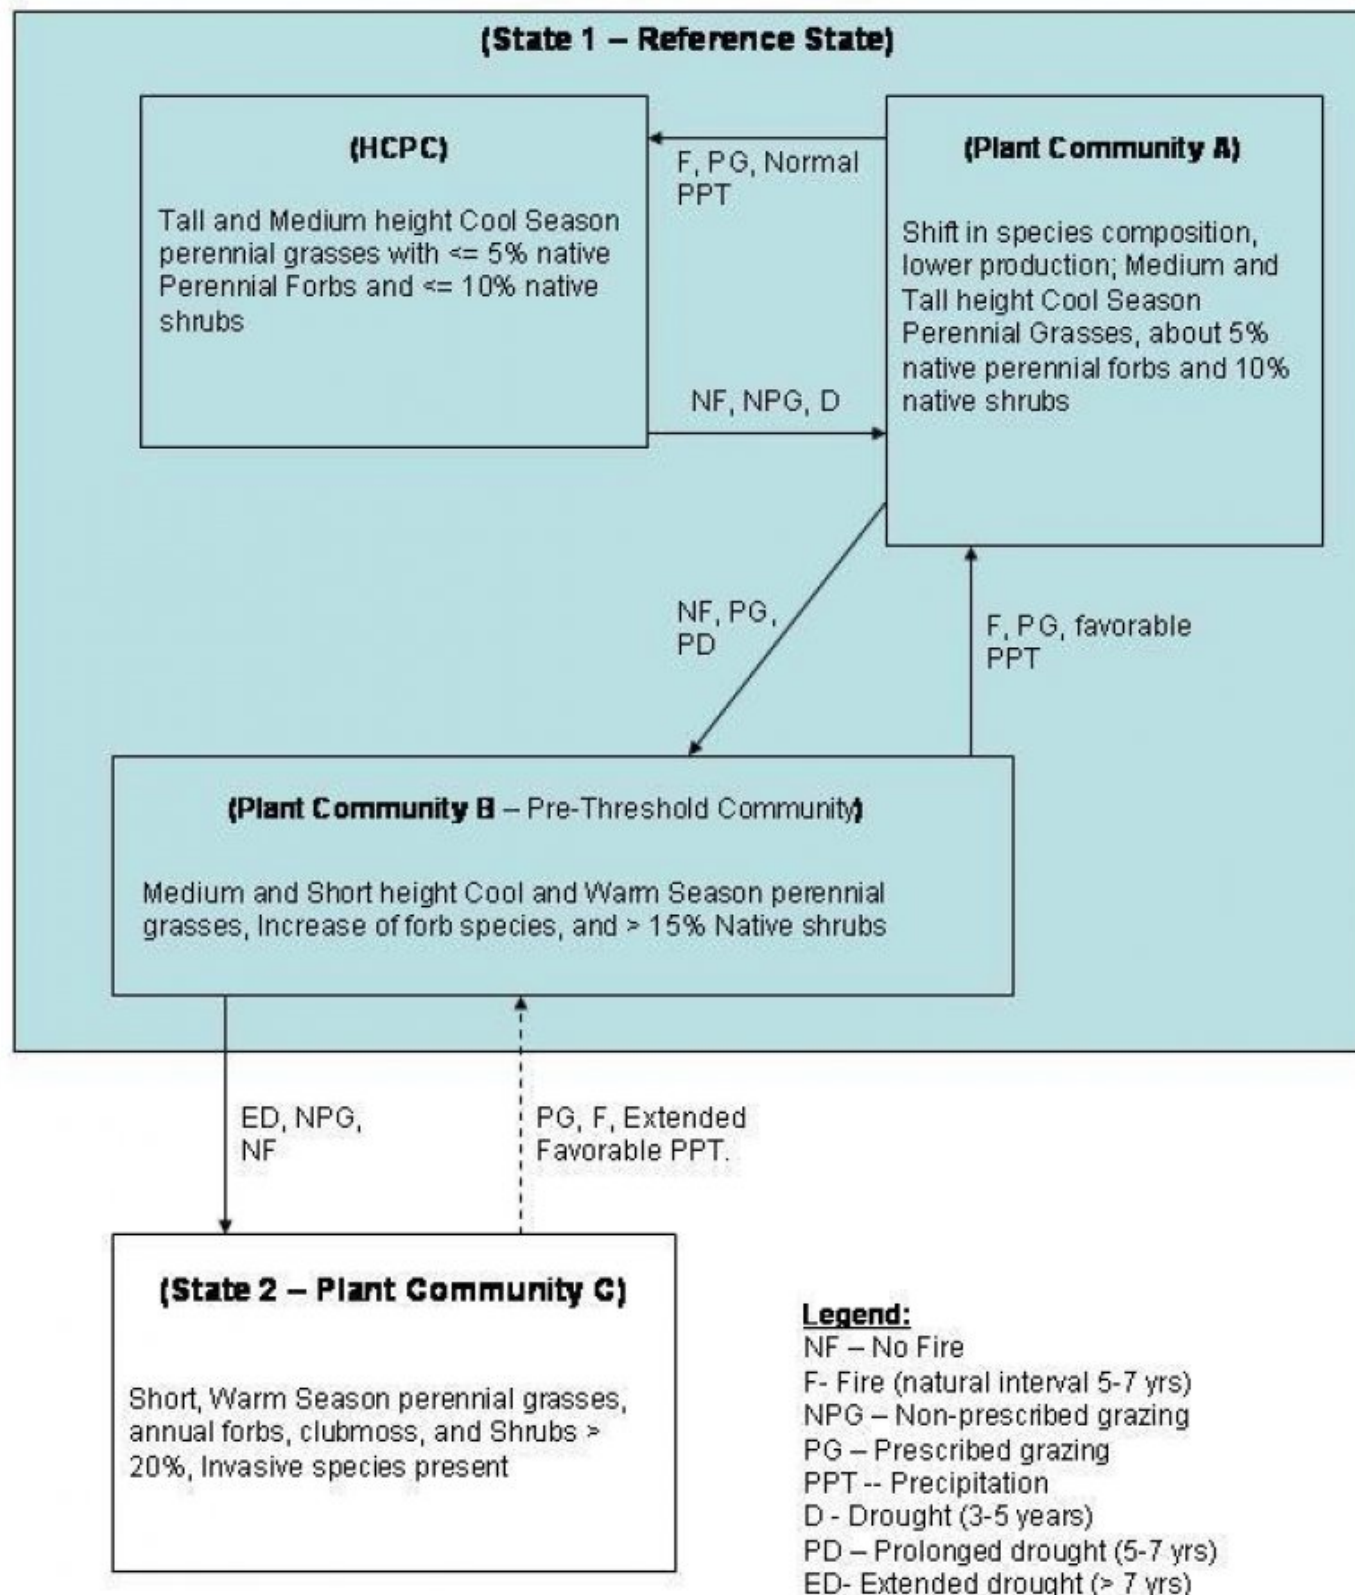 (State 1 – Reference State)
(HCPC)
Tall and Medium height Cool Season
perennial grasses with <= 5% native
Perennial Forbs and <= 10% native
shrubs
F, PG, Normal
PPT
NF, NPG, D
(Plant Community A)
Shift in species composition,
lower production; Medium and
Tall height Cool Season
Perennial Grasses, about 5%
native perennial forbs and 10%
native shrubs
NF, PG,
PD
F, PG, favorable
PPT
(Plant Community B – Pre-Threshold Community)
Medium and Short height Cool and Warm Season perennial
grasses, Increase of forb species, and > 15% Native shrubs
ED, NPG,
NF
PG, F, Extended
Favorable PPT.
(State 2 – Plant Community C)
Short, Warm Season perennial grasses,
annual forbs, clubmoss, and Shrubs >
20%, Invasive species present
Legend:
NF – No Fire
F- Fire (natural interval 5-7 yrs)
NPG – Non-prescribed grazing
PG – Prescribed grazing
PPT -- Precipitation
D - Drought (3-5 years)
PD – Prolonged drought (5-7 yrs)
ED- Extended drought (> 7 yrs)